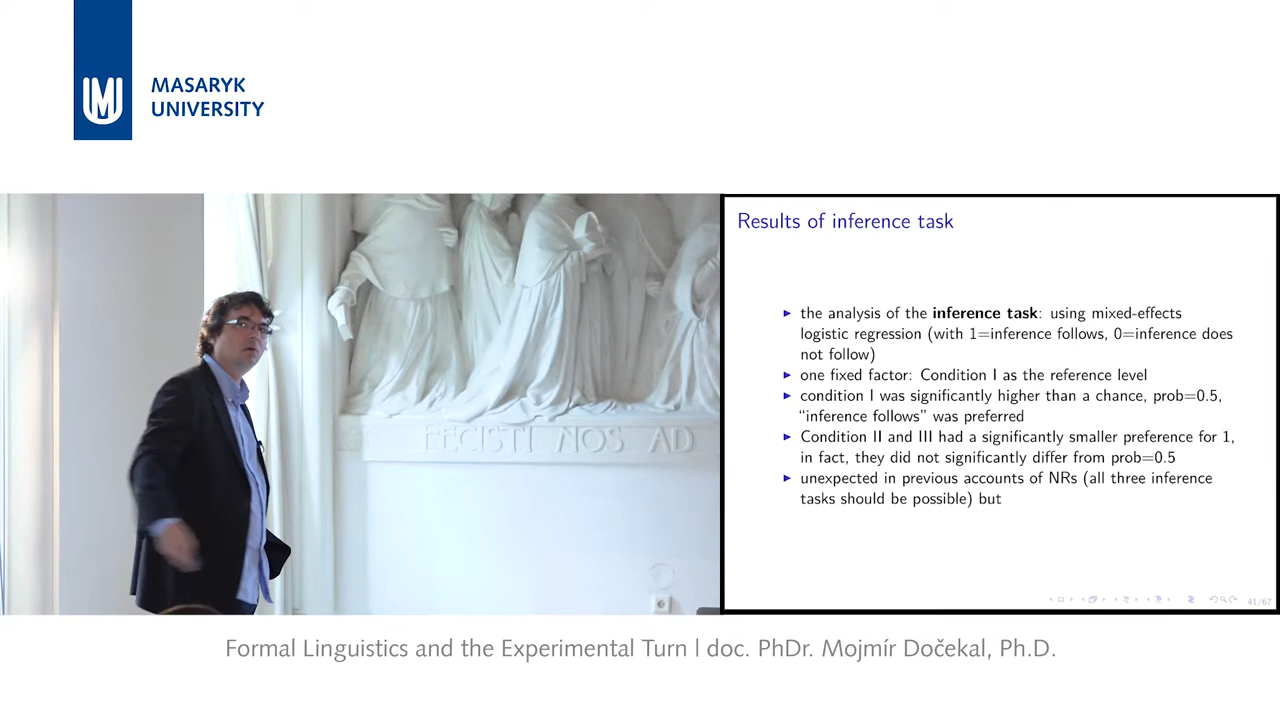 MASARYK
UNIVERSITY
FECISTI NOS AD
Results of inference task
▶ the analysis of the inference task: using mixed-effects
logistic regression (with 1=inference follows, 0=inference does
not follow)
▶ one fixed factor: Condition I as the reference level
▶ condition I was significantly higher than a chance, prob=0.5,
“inference follows” was preferred
▶ Condition II and III had a significantly smaller preference for 1,
in fact, they did not significantly differ from prob=0.5
▶ unexpected in previous accounts of NRs (all three inference
tasks should be possible) but
41/67
Formal Linguistics and the Experimental Turn | doc. PhDr. Mojmír Dočekal, Ph.D.